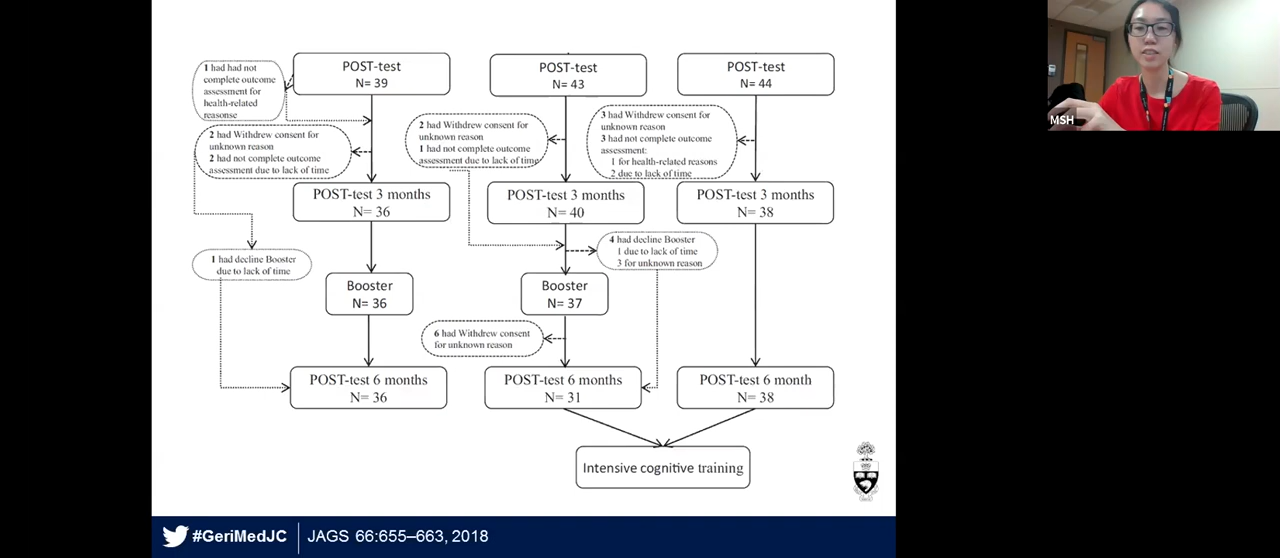 POST-test
N= 39
POST-test
N= 43
POST-test
N= 44
1 had had not
complete outcome
assessment for
health-related
reasonse
2 had Withdrew consent for
unknown reason
2 had not complete outcome
assessment due to lack of time
2 had Withdrew consent for
unknown reason
1 had not complete outcome
assessment due to lack of time
3 had Withdrew consent for
unknown reason
3 had not complete outcome
assessment:
1 for health-related reasons
2 due to lack of time
POST-test 3 months
N= 36
POST-test 3 months
N= 40
POST-test 3 months
N= 38
1 had decline Booster
due to lack of time
4 had decline Booster
1 due to lack of time
3 for unknown reason
Booster
N= 36
Booster
N= 37
6 had Withdrew consent
for unknown reason
POST-test 6 months
N= 36
POST-test 6 months
N= 31
POST-test 6 month
N= 38
Intensive cognitive training
#GeriMedJC
JAGS 66:655–663, 2018
MSH